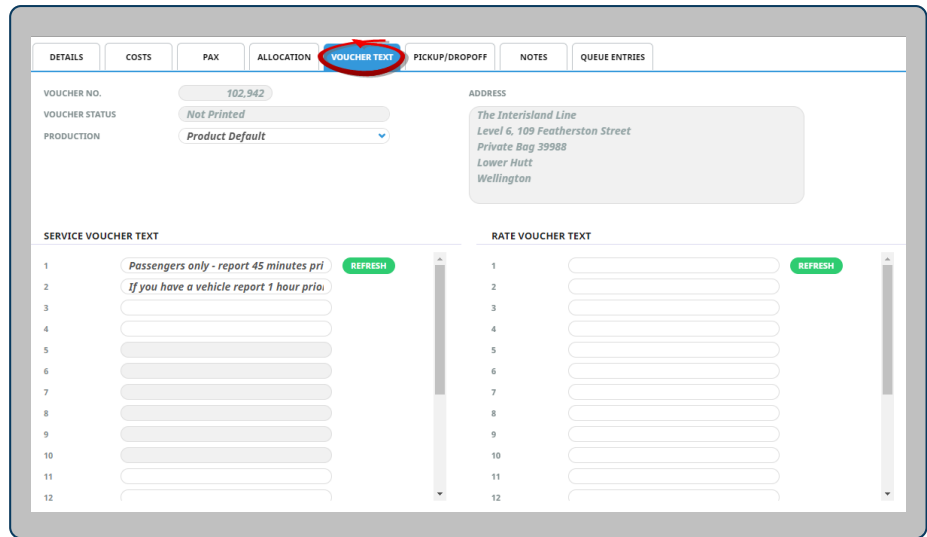 DETAILS COSTS PAX ALLOCATION VOUCHER TEXT PICKUP/DROPOFF NOTES QUEUE ENTRIES
VOUCHER NO. 102,942
VOUCHER STATUS Not Printed
PRODUCTION Product Default
ADDRESS
The Interisland Line
Level 6, 109 Featherston Street
Private Bag 39988
Lower Hutt
Wellington
SERVICE VOUCHER TEXT
1 Passengers only - report 45 minutes pri REFRESH
2 If you have a vehicle report 1 hour prior
3
4
5
6
7
8
9
10
11
12
RATE VOUCHER TEXT
1 REFRESH
2
3
4
5
6
7
8
9
10
11
12